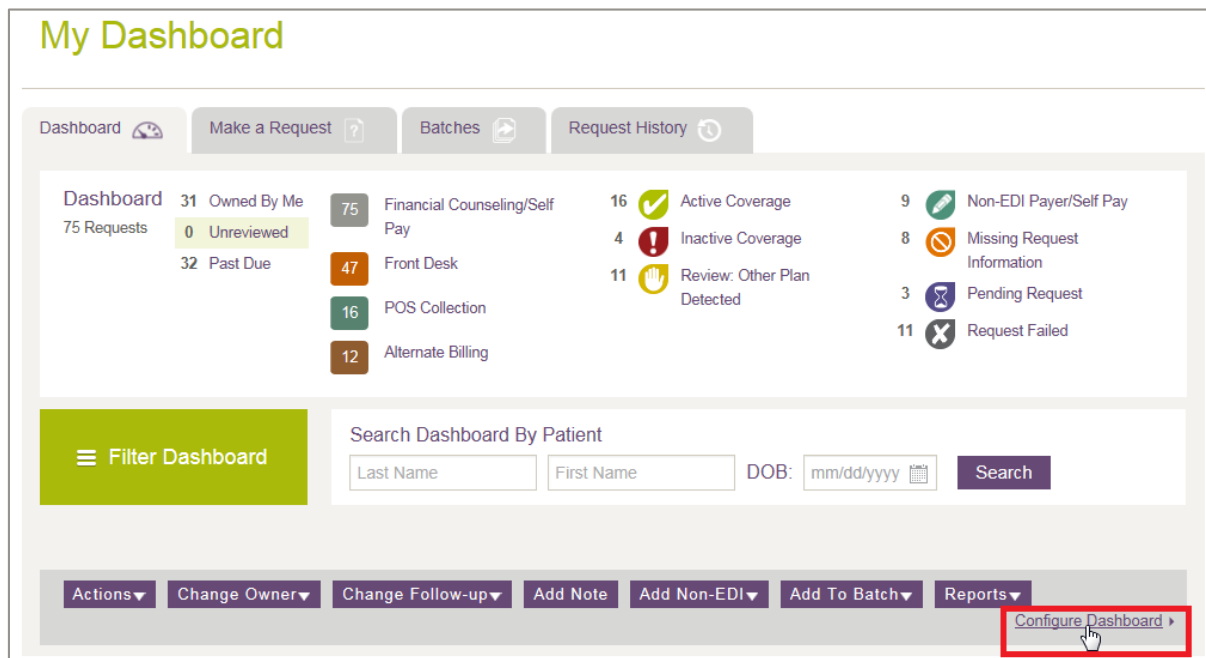 My Dashboard
Dashboard
Make a Request ?
Batches
Request History
Dashboard
75 Requests
31 Owned By Me
0 Unreviewed
32 Past Due
75 Financial Counseling/Self
Pay
47 Front Desk
16 POS Collection
12 Alternate Billing
16 Active Coverage
4 Inactive Coverage
11 Review: Other Plan
Detected
9 Non-EDI Payer/Self Pay
8 Missing Request
Information
3 Pending Request
11 Request Failed
Filter Dashboard
Search Dashboard By Patient
Last Name
First Name
DOB: mm/dd/yyyy
Search
Actions
Change Owner
Change Follow-up
Add Note
Add Non-EDI
Add To Batch
Reports
Configure Dashboard